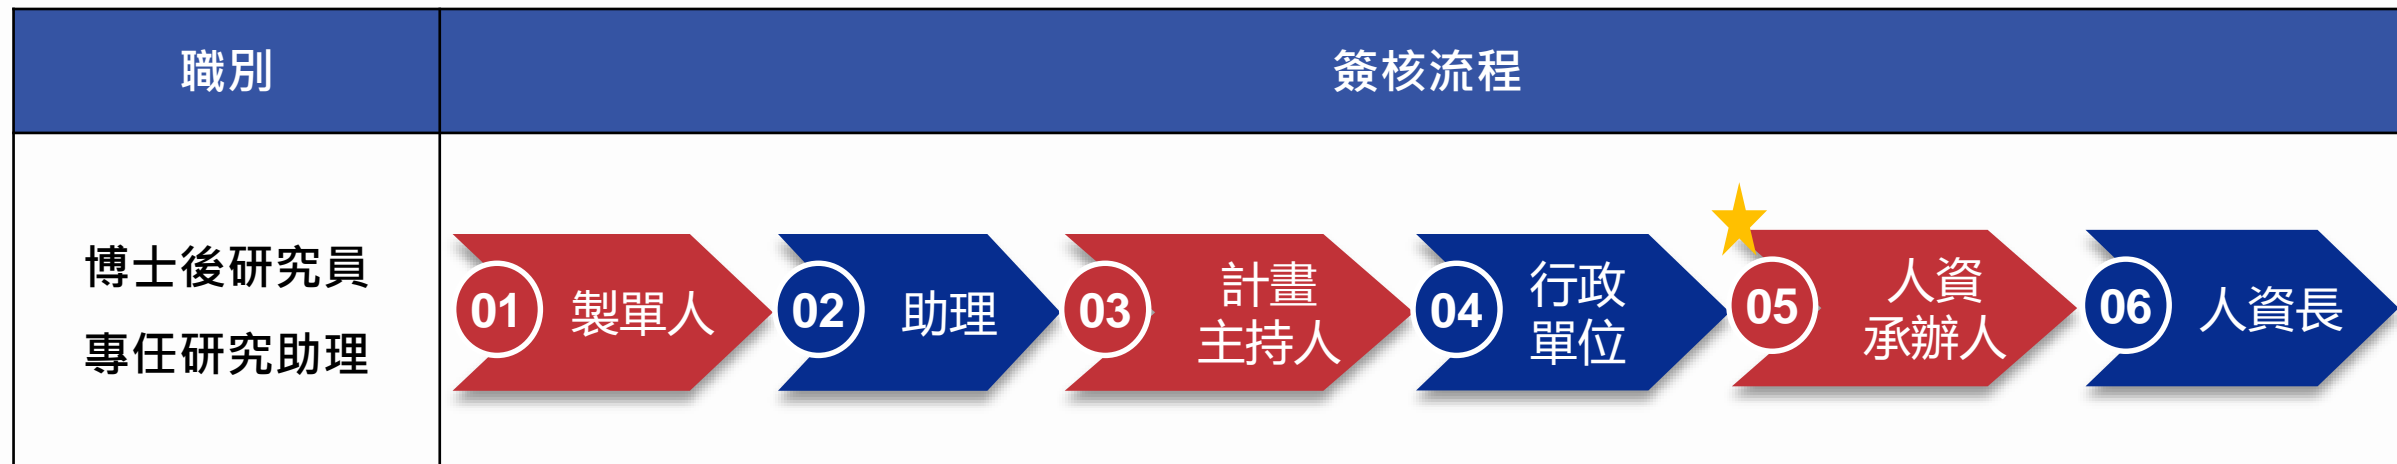 職別
簽核流程
博士後研究員
專任研究助理
01
製單人
02
助理
03
計畫
主持人
04
行政
單位
05
人資
承辦人
06
人資長